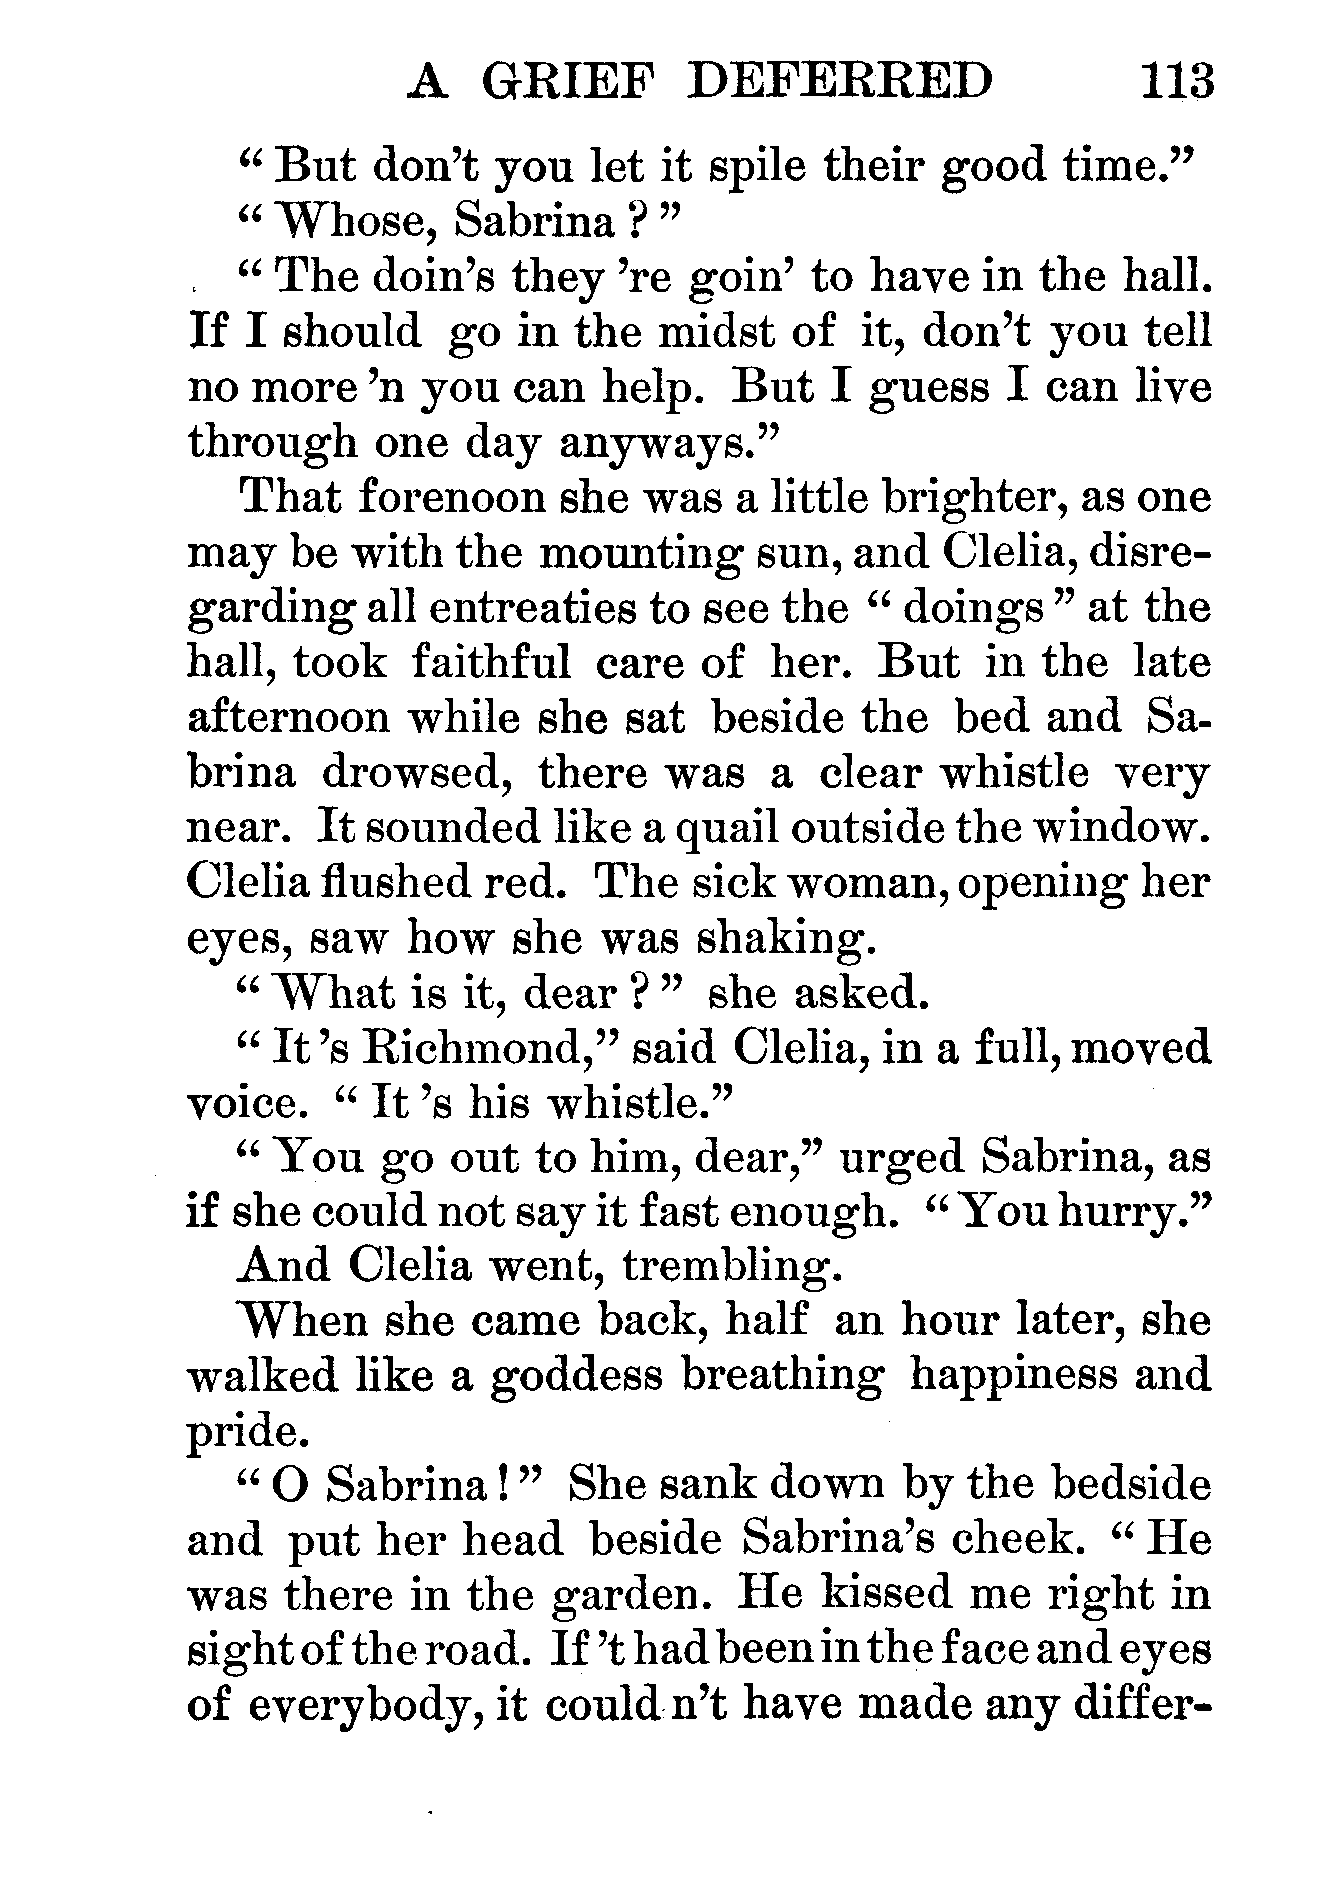 A GRIEF DEFERRED 113
“ But don’t you let it spile their good time.”
“ Whose, Sabrina ? ”
“ The doin’s they ’re goin’ to have in the hall.
If I should go in the midst of it, don’t you tell
no more ’n you can help. But I guess I can live
through one day anyways.”
That forenoon she was a little brighter, as one
may be with the mounting sun, and Clelia, disre-
garding all entreaties to see the “ doings ” at the
hall, took faithful care of her. But in the late
afternoon while she sat beside the bed and Sa-
brina drowsed, there was a clear whistle very
near. It sounded like a quail outside the window.
Clelia flushed red. The sick woman, opening her
eyes, saw how she was shaking.
“ What is it, dear ? ” she asked.
“ It ’s Richmond,” said Clelia, in a full, moved
voice. “ It ’s his whistle.”
“ You go out to him, dear,” urged Sabrina, as
if she could not say it fast enough. “ You hurry.”
And Clelia went, trembling.
When she came back, half an hour later, she
walked like a goddess breathing happiness and
pride.
“ O Sabrina ! ” She sank down by the bedside
and put her head beside Sabrina’s cheek. “ He
was there in the garden. He kissed me right in
sight of the road. If ’t had been in the face and eyes
of everybody, it could n’t have made any differ-